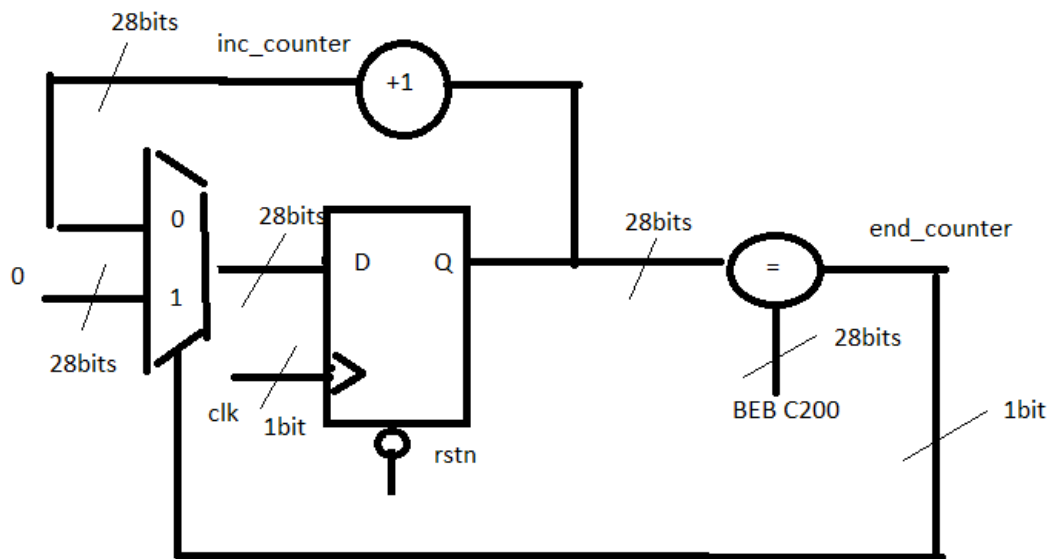 28bits
inc_counter
+1
0
28bits
28bits
end_counter
D
Q
=
0
1
28bits
28bits
clk
1bit
BEB C200
1bit
rstn